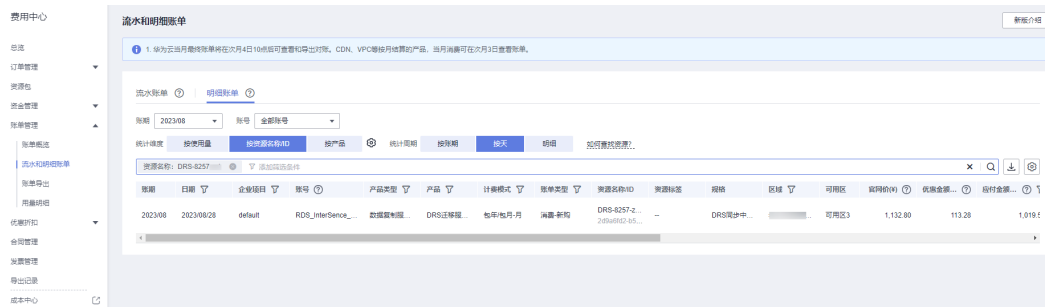 费用中心
总览
订单管理
资源包
资金管理
账单管理
账单概览
流水和明细账单
账单导出
用量明细
优惠折扣
合同管理
发票管理
导出记录
成本中心
流水和明细账单
新版介绍
1. 华为云当月最终账单将在次月4日10点后可查看和导出对账。CDN、VPC等按月结算的产品，当月消费可在次月3日查看账单。
流水账单 明细账单
账期 2023/08 账号 全部账号
统计维度 按使用量 按资源名称/ID 按产品 统计周期 按账期 按天 明细 如何查找资源?
资源名称: DRS-8257 添加筛选条件
账期 日期 企业项目 账号 产品类型 产品 计费模式 账单类型 资源名称/ID 资源标签 规格 区域 可用区 官网价(¥) 优惠金额... 应付金额...
2023/08 2023/08/28 default RDS_InterSence_... 数据复制服... DRS迁移服... 包年/包月-月 消费-新购 DRS-8257-z... -- DRS同步中... 可用区3 1,132.80 113.28 1,019.5
2d9a6fd2-b5...